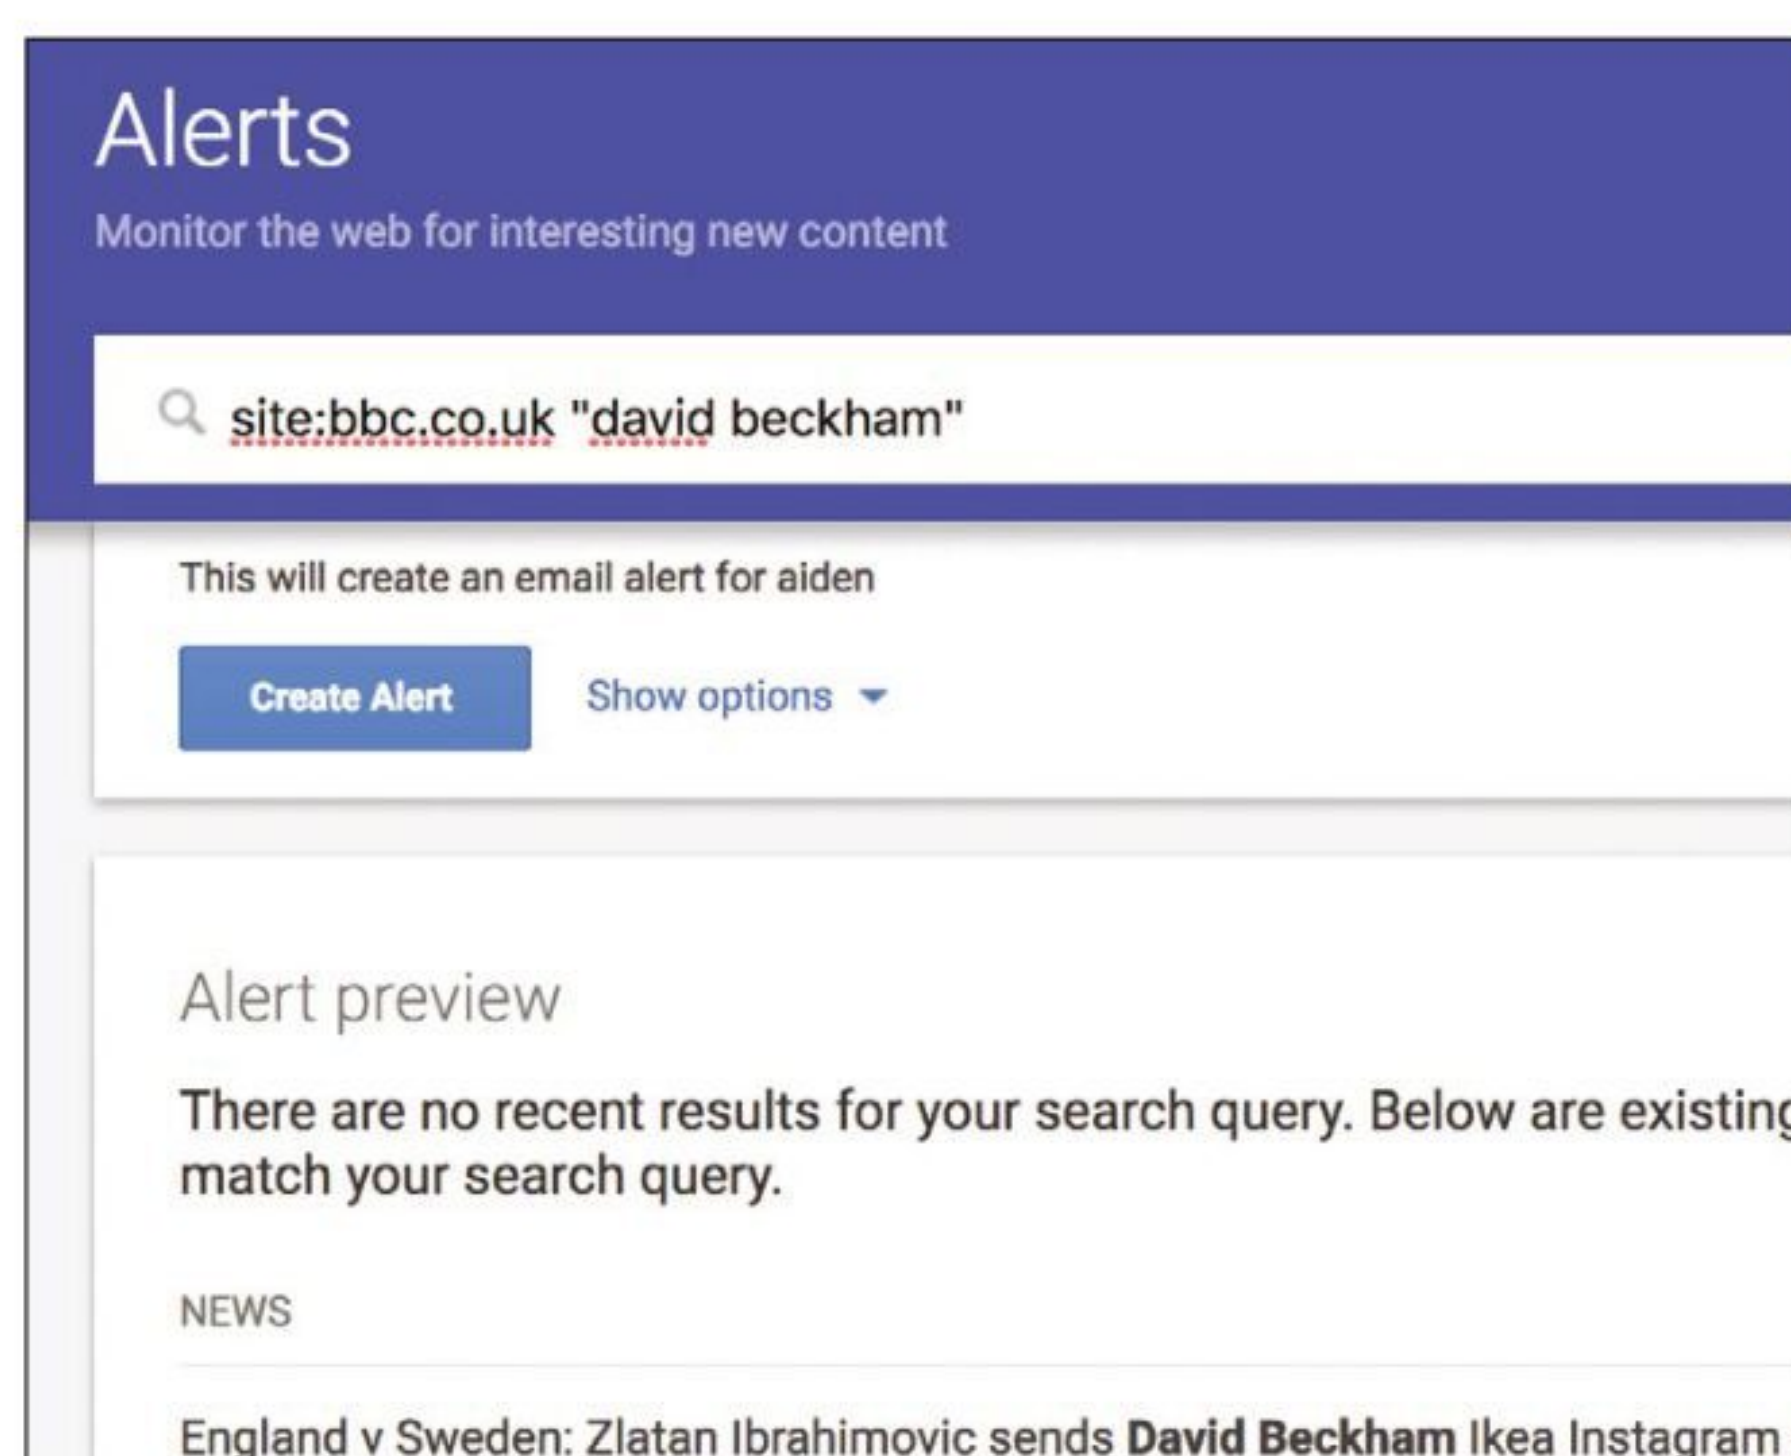 Alerts
Monitor the web for interesting new content
site:bbc.co.uk "david beckham"
This will create an email alert for aiden
Create Alert
Show options
Alert preview
There are no recent results for your search query. Below are existing
match your search query.
NEWS
England v Sweden: Zlatan Ibrahimovic sends David Beckham Ikea Instagram